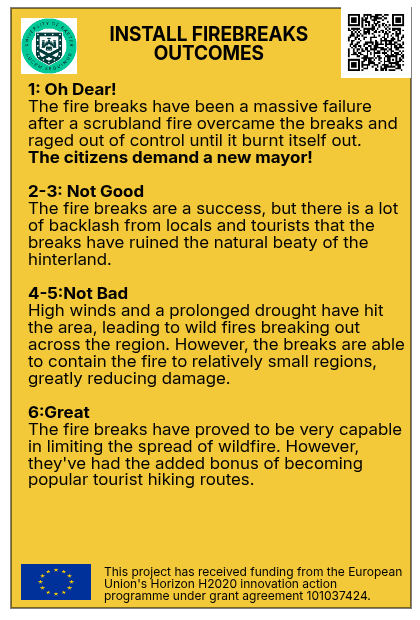 INSTALL FIREBREAKS
OUTCOMES
1: Oh Dear!
The fire breaks have been a massive failure
after a scrubland fire overcame the breaks and
raged out of control until it burnt itself out.
The citizens demand a new mayor!
2-3: Not Good
The fire breaks are a success, but there is a lot
of backlash from locals and tourists that the
breaks have ruined the natural beaty of the
hinterland.
4-5:Not Bad
High winds and a prolonged drought have hit
the area, leading to wild fires breaking out
across the region. However, the breaks are able
to contain the fire to relatively small regions,
greatly reducing damage.
6:Great
The fire breaks have proved to be very capable
in limiting the spread of wildfire. However,
they've had the added bonus of becoming
popular tourist hiking routes.
This project has received funding from the European
Union's Horizon H2020 innovation action
programme under grant agreement 101037424.